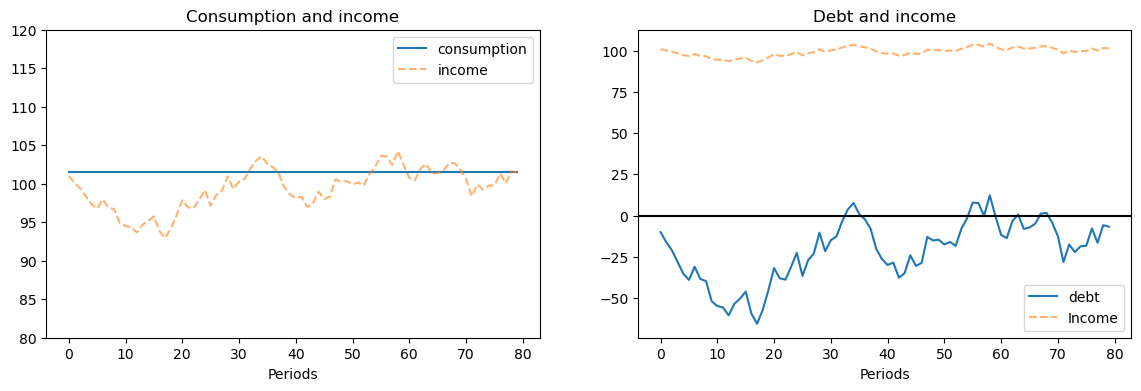 Consumption and income
120
115
110
105
100
95
90
85
80
0 10 20 30 40 50 60 70 80
Periods
consumption
income
Debt and income
100
75
50
25
0
−25
−50
0 10 20 30 40 50 60 70 80
Periods
debt
Income